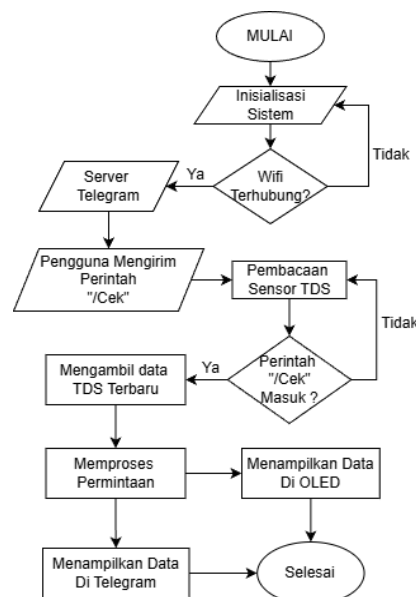 MULAI
Inisialisasi
Sistem
Tidak
Wifi
Terhubung?
Ya
Server
Telegram
Pengguna Mengirim
Perintah
"/Cek"
Pembacaan
Sensor TDS
Tidak
Perintah
"/Cek"
Masuk ?
Ya
Mengambil data
TDS Terbaru
Memproses
Permintaan
Menampilkan Data
Di OLED
Menampilkan Data
Di Telegram
Selesai